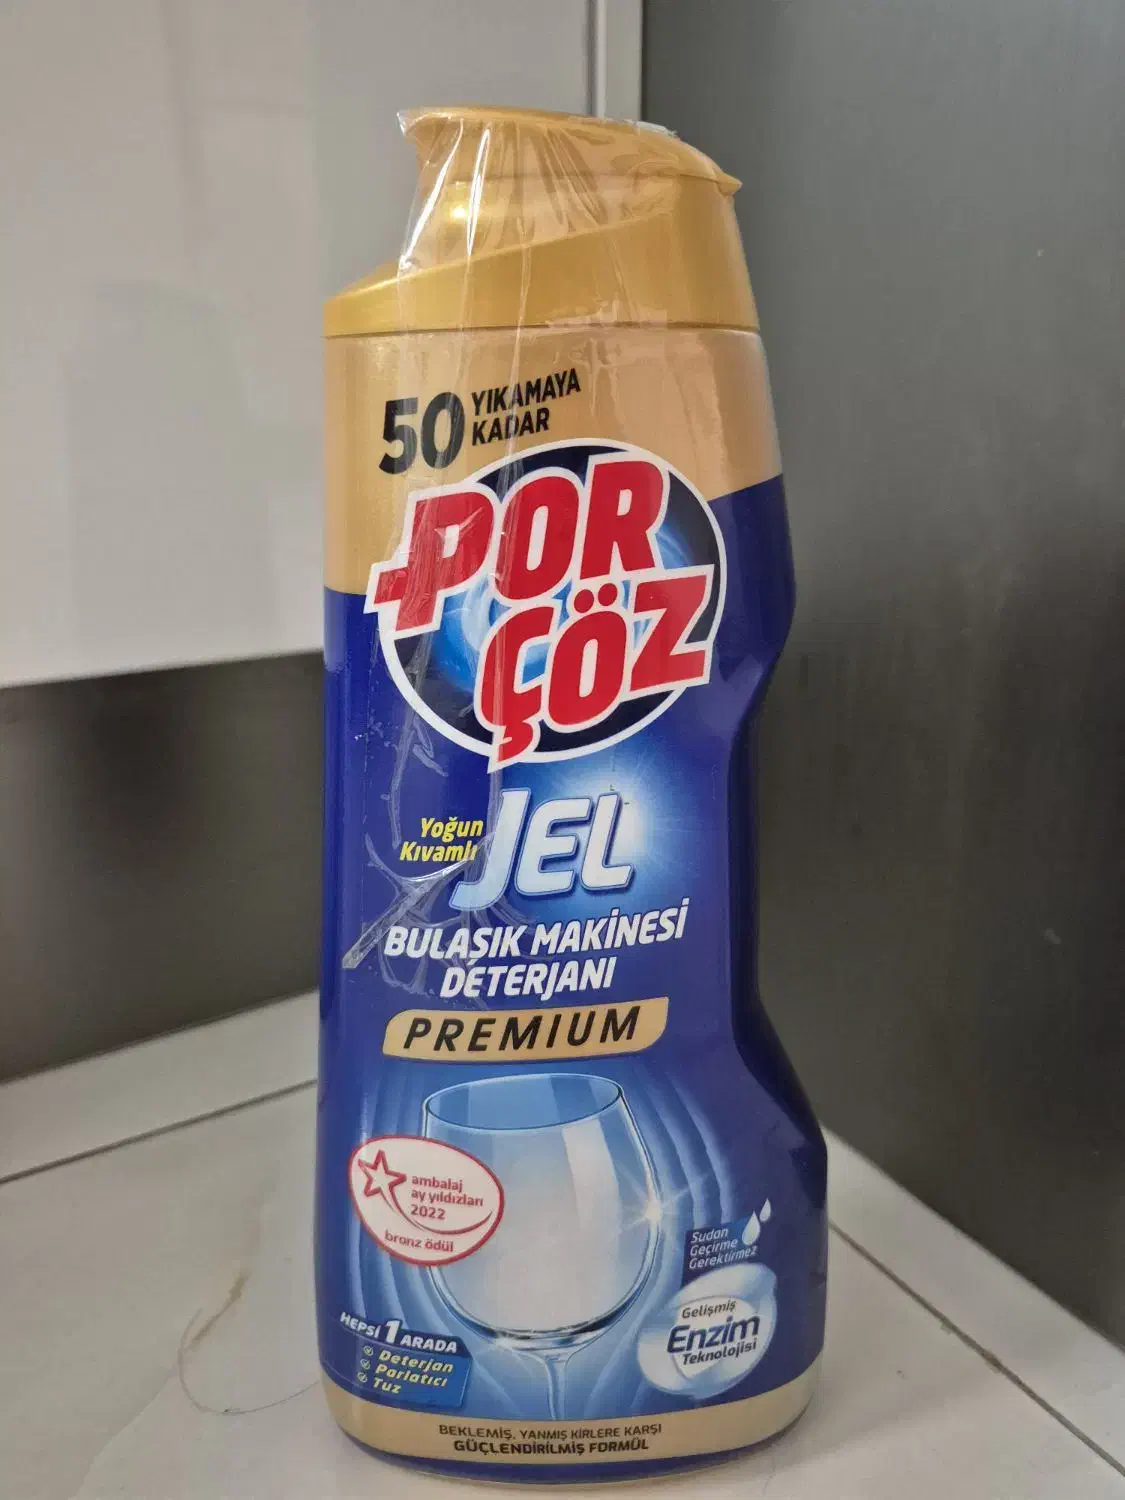 50 YIKAMAYA
KADAR
POR
ÇÖZ
Yoğun
Kıvamlı
JEL
BULAŞIK MAKİNESİ
DETERJANI
PREMIUM
ambalaj
ay yıldızları
2022
bronz ödül
Sudan
Geçirme
Gerektirmez
Gelişmiş
Enzim
Teknolojisi
HEPSİ 1 ARADA
Deterjan
Parlatıcı
Tuz
BEKLEMİŞ, YANMIŞ KİRLERE KARŞI
GÜÇLENDİRİLMİŞ FORMÜL